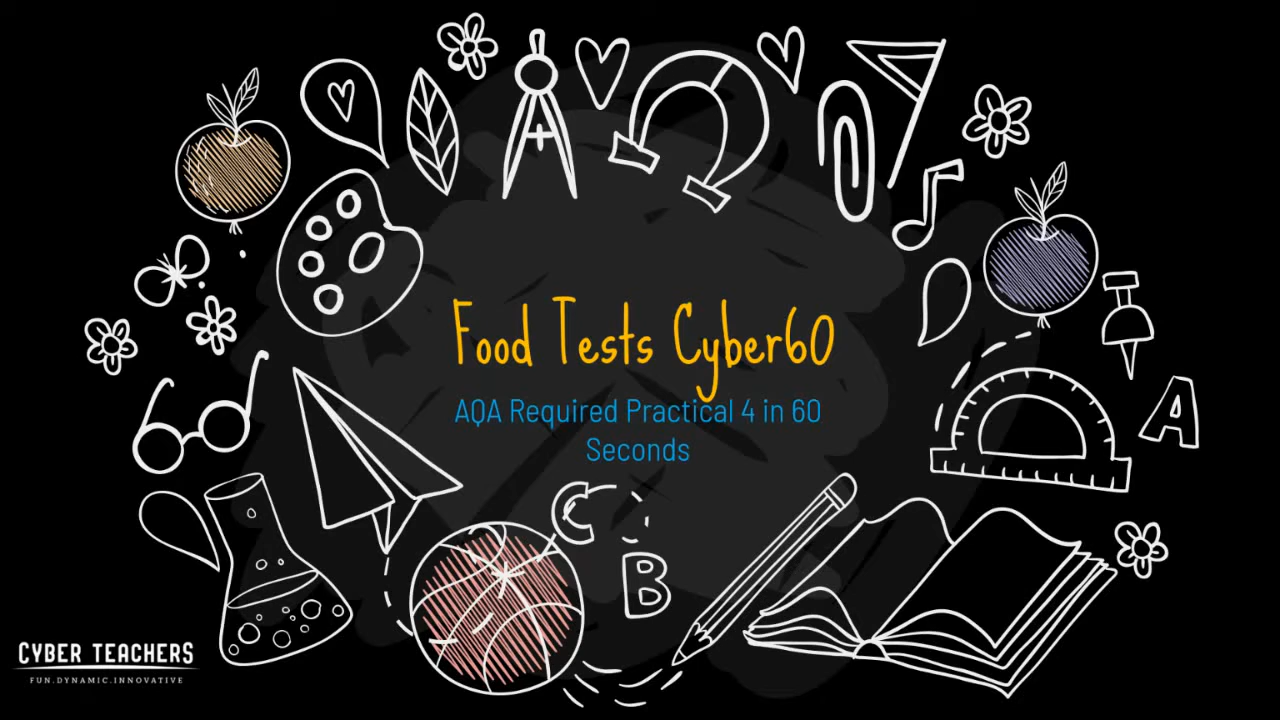 Food Tests Cyber60
AQA Required Practical 4 in 60
Seconds
A
C
B
CYBER TEACHERS
FUN.DYNAMIC.INNOVATIVE